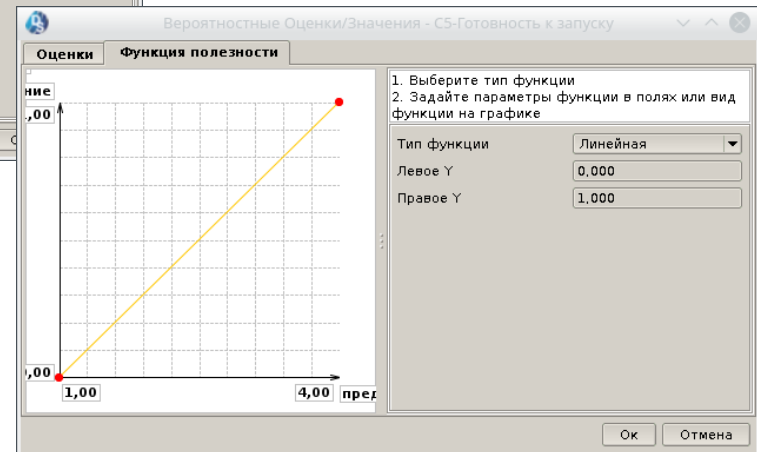 Вероятностные Оценки/Значения - C5-Готовность к запуску
Оценки
Функция полезности
ние
,00
,00
1,00
4,00
пред
1. Выберите тип функции
2. Задайте параметры функции в полях или вид
функции на графике
Тип функции
Линейная
Левое Y
0,000
Правое Y
1,000
Ок
Отмена